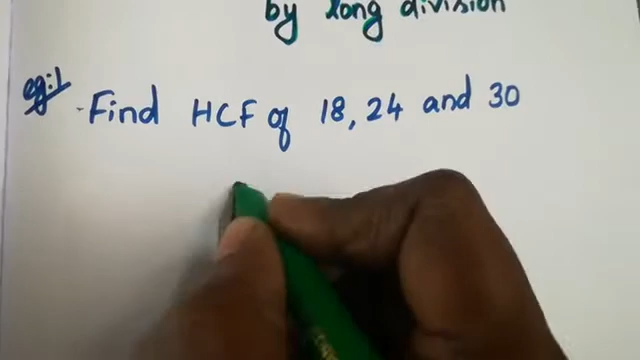 by long division
eg:1
Find HCF of 18, 24 and 30